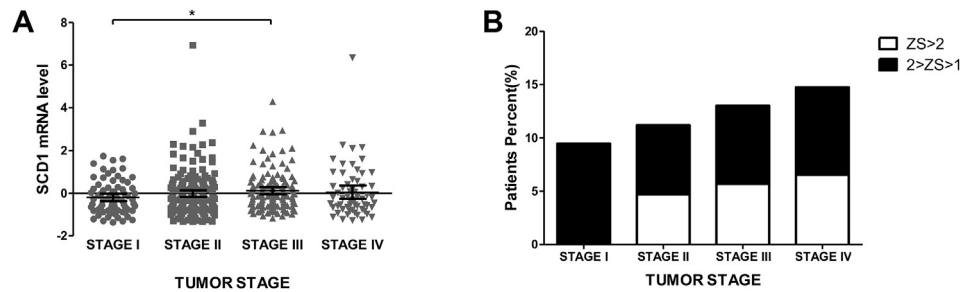 A
*
SCD1 mRNA level
8
6
4
2
0
-2
STAGE I STAGE II STAGE III STAGE IV
TUMOR STAGE
B
ZS>2
2>ZS>1
Patients Percent(%)
20
15
10
5
0
STAGE I STAGE II STAGE III STAGE IV
TUMOR STAGE